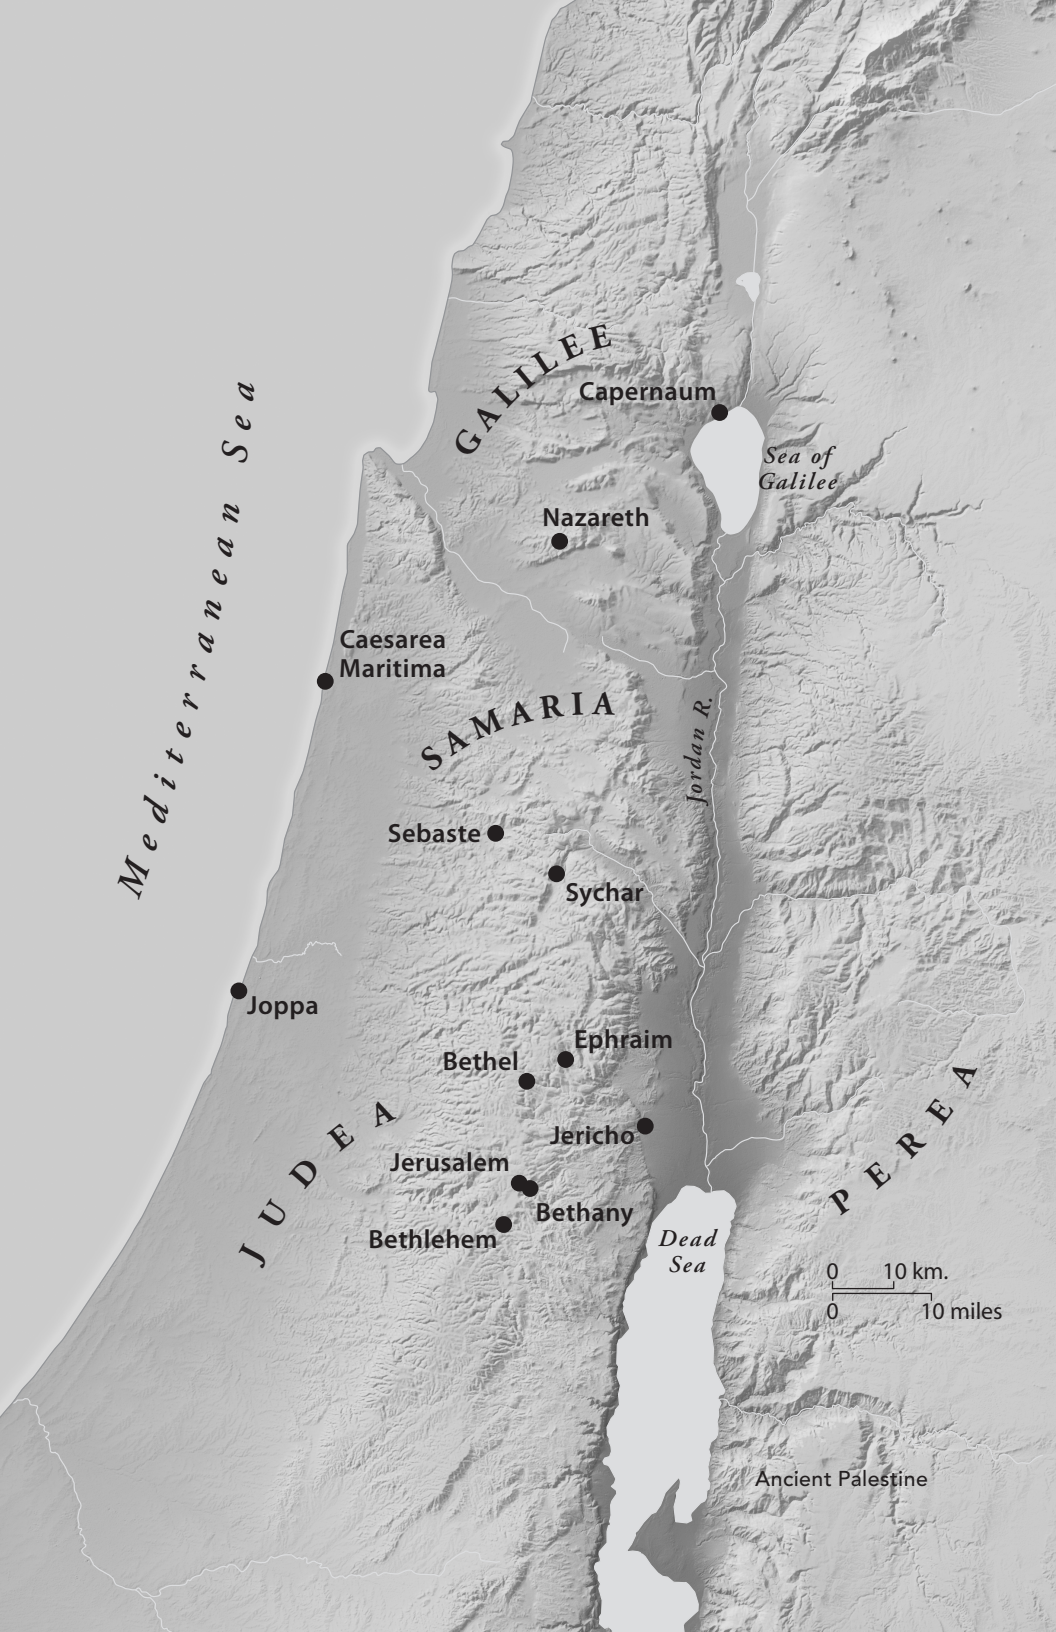 GALILEE
Capernaum
Sea of
Galilee
Mediterranean Sea
Nazareth
Caesarea
Maritima
SAMARIA
Jordan R.
Sebaste
Sychar
Joppa
Ephraim
Bethel
PEREA
JUDEA
Jericho
Jerusalem
Bethany
Bethlehem
Dead
Sea
0 10 km.
0 10 miles
Ancient Palestine